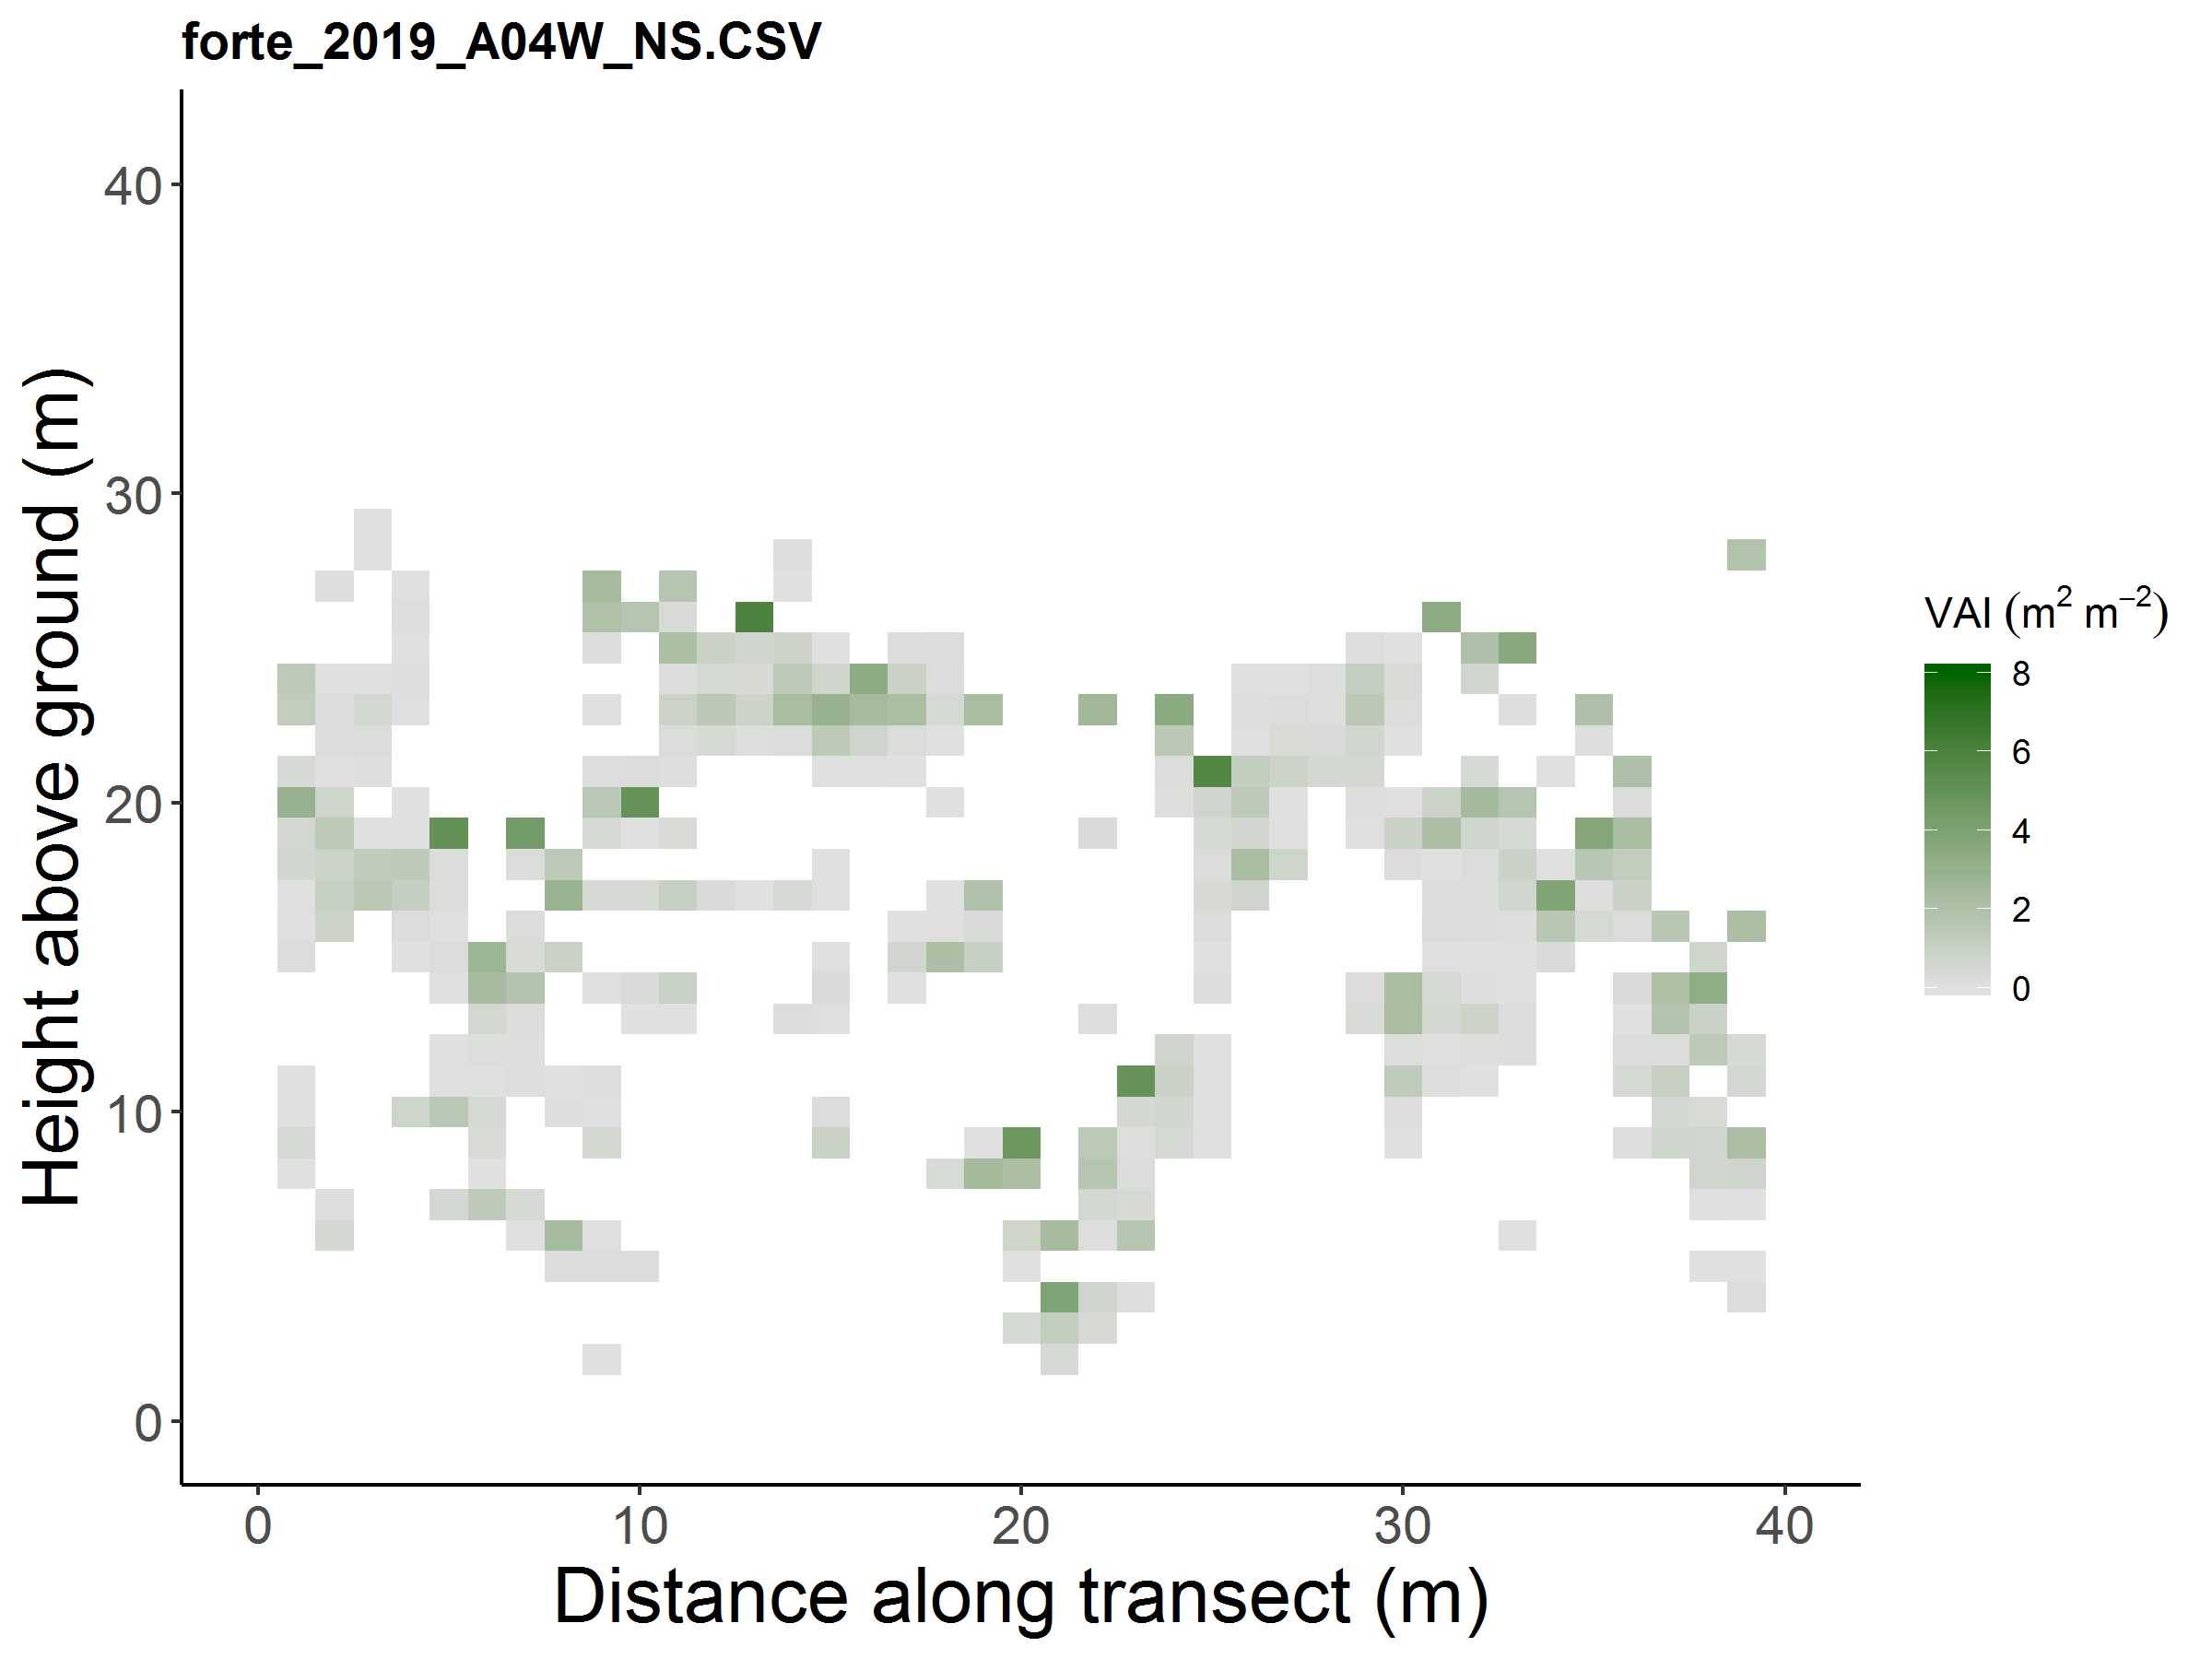 forte_2019_A04W_NS.CSV
Height above ground (m)
40
30
20
10
0
0 10 20 30 40
Distance along transect (m)
VAI (m² m⁻²)
8
6
4
2
0